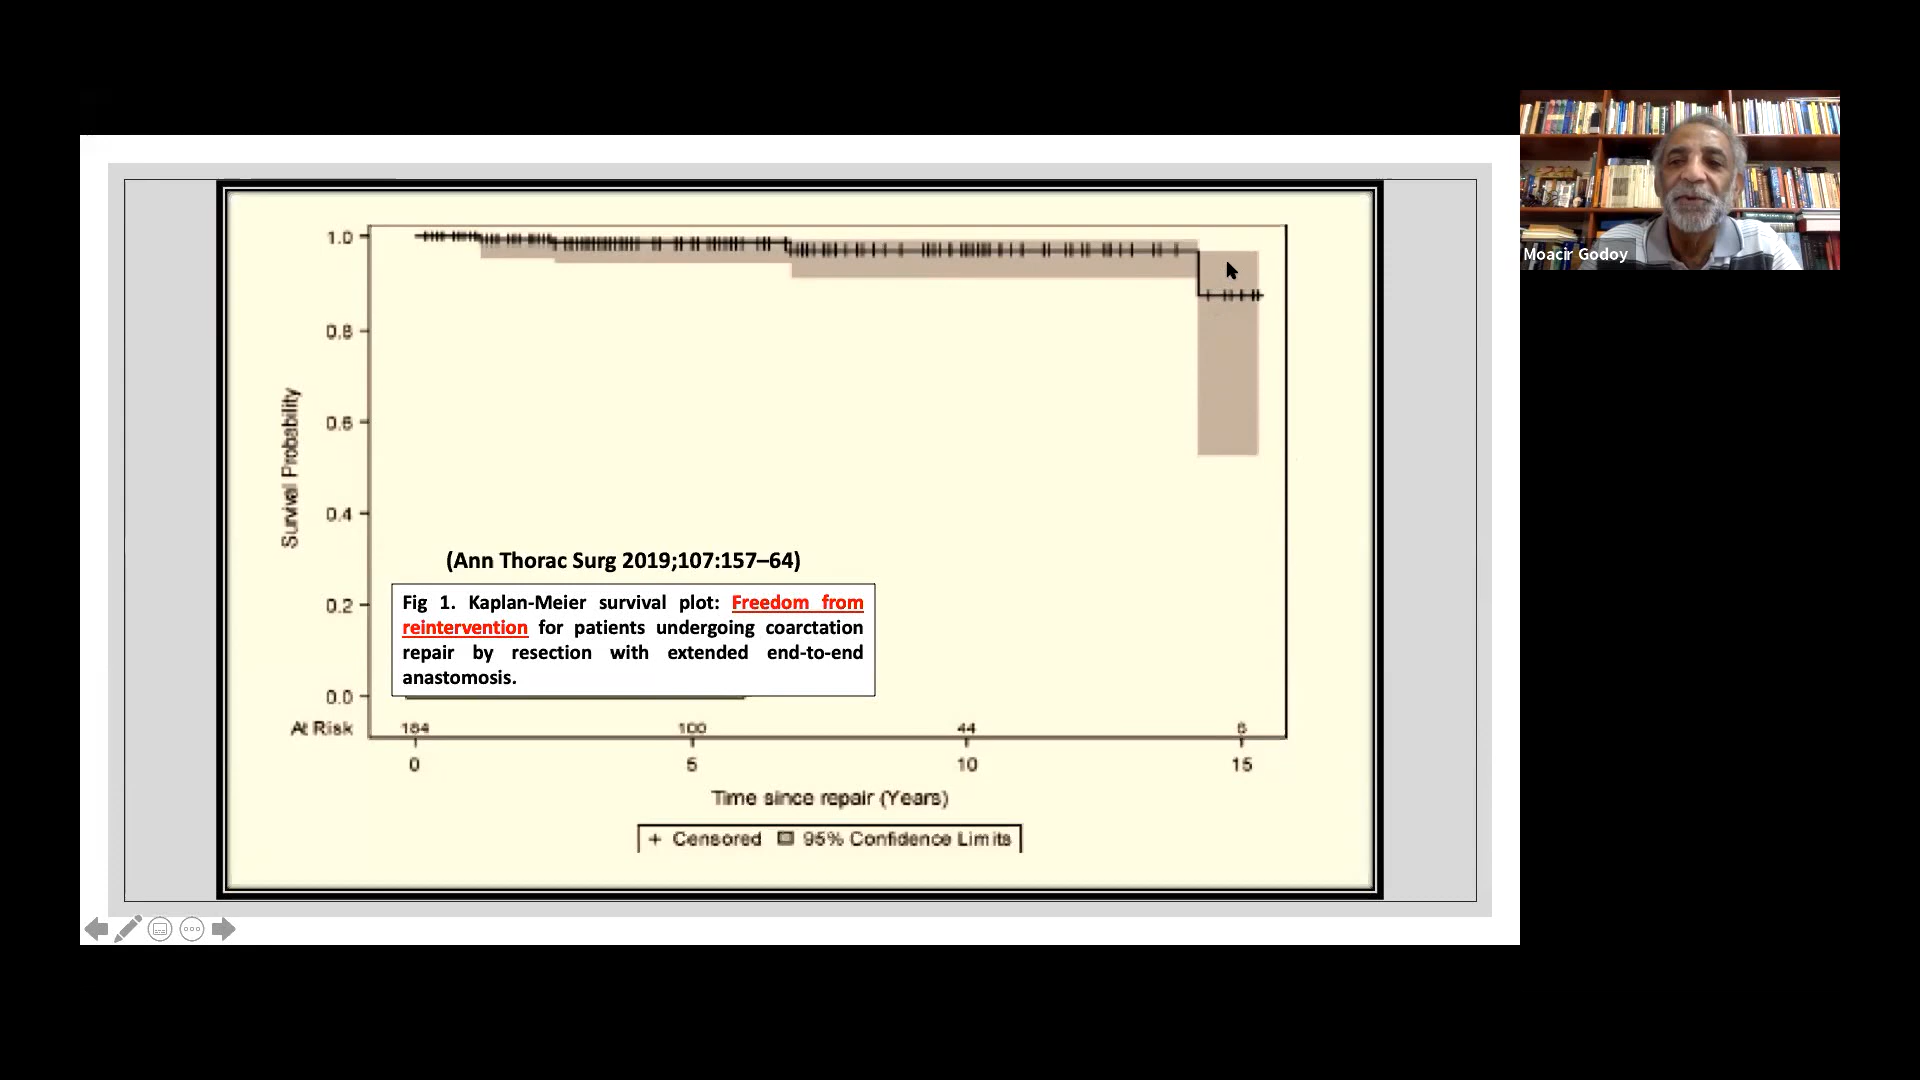 Moacir Godoy
1.0
0.8
0.6
0.4
0.2
0.0
Survival Probability
(Ann Thorac Surg 2019;107:157–64)
Fig 1. Kaplan-Meier survival plot: Freedom from
reintervention for patients undergoing coarctation
repair by resection with extended end-to-end
anastomosis.
At Risk 184 100 44 6
0 5 10 15
Time since repair (Years)
+ Censored 95% Confidence Limits